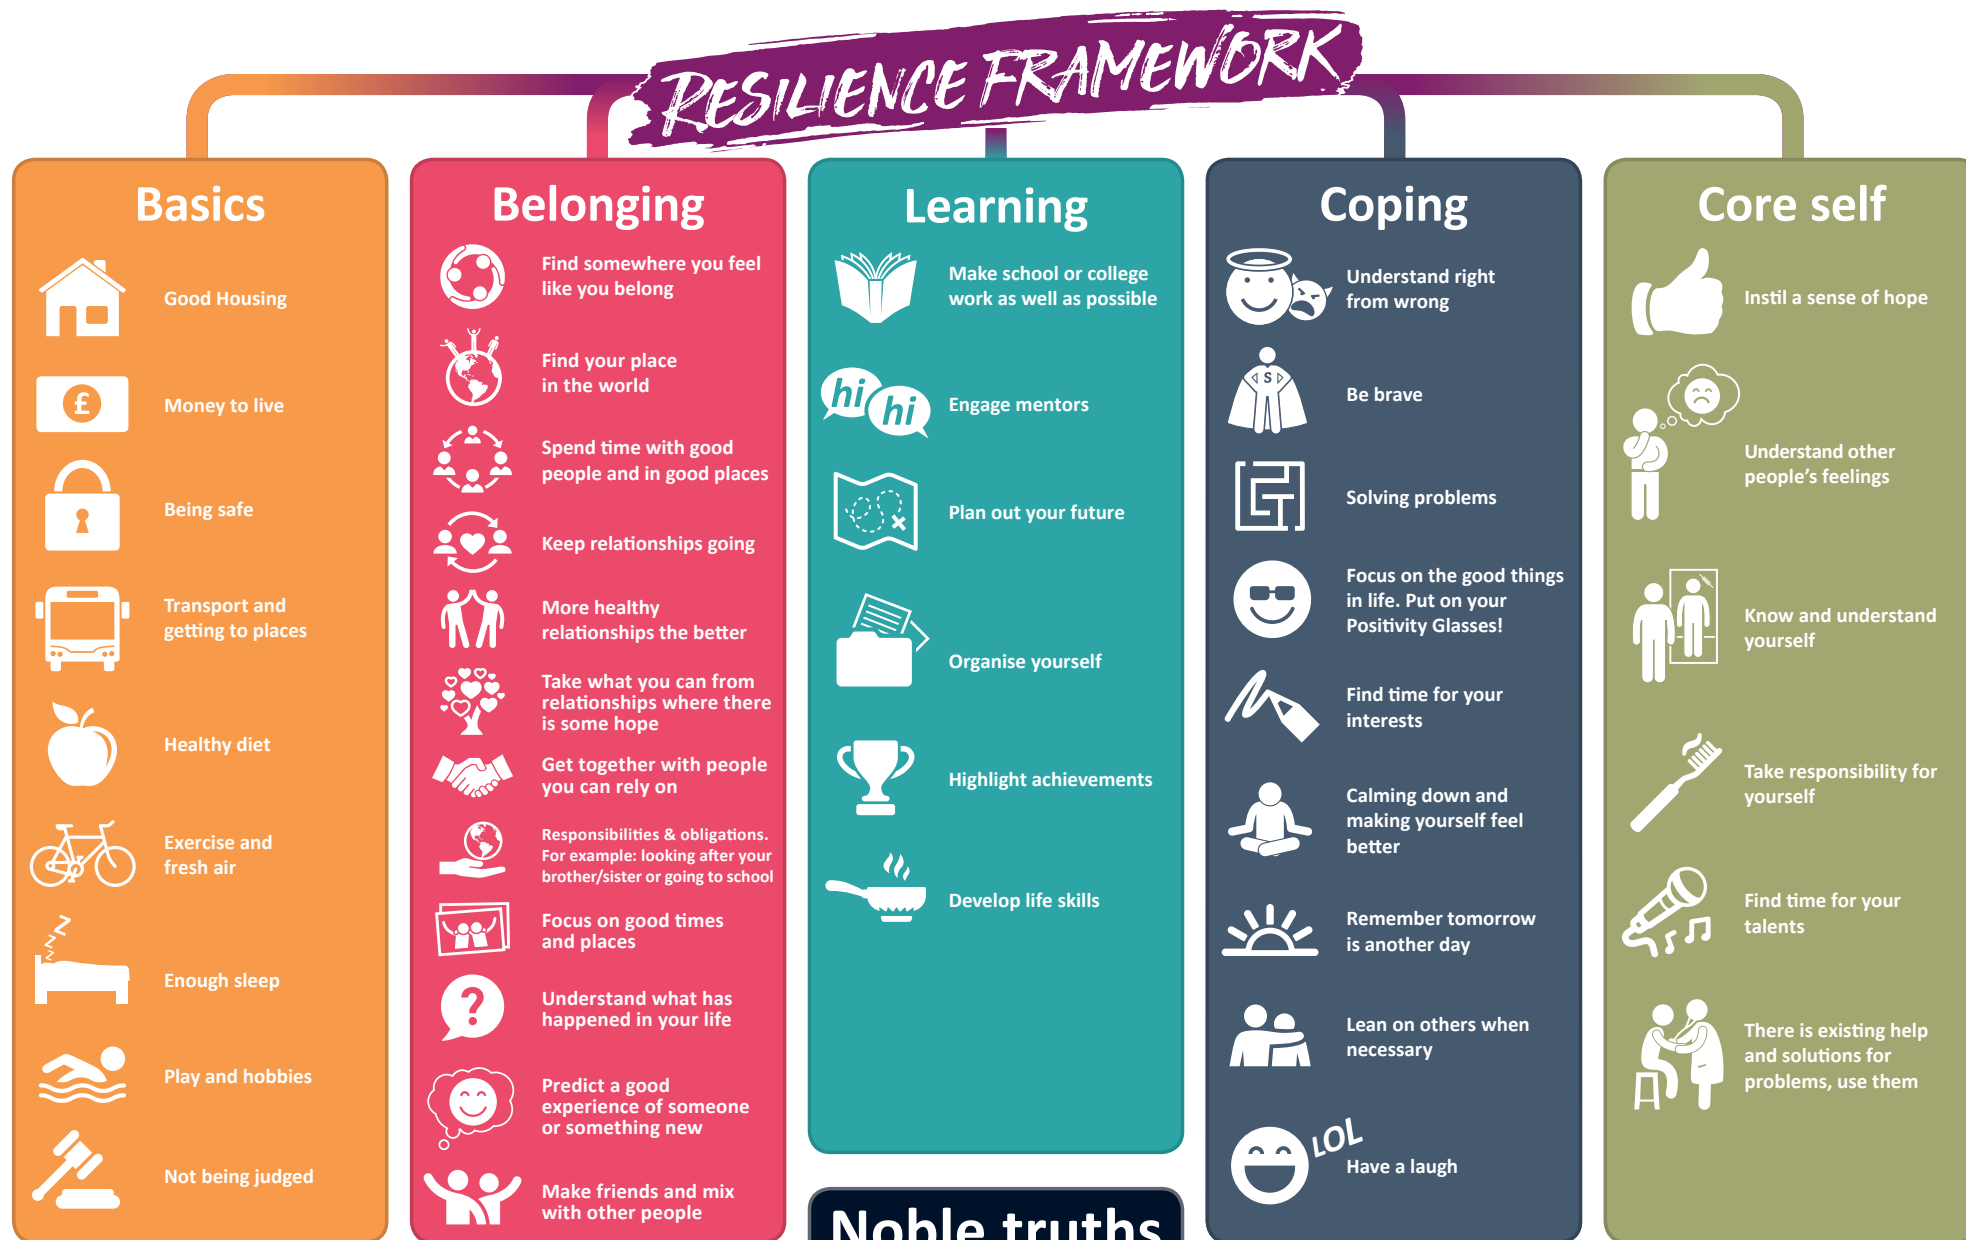 RESILIENCE FRAMEWORK
Basics
Good Housing
£
Money to live
Being safe
Transport and
getting to places
Healthy diet
Exercise and
fresh air
z z z z z
Enough sleep
Play and hobbies
Not being judged
Belonging
Find somewhere you feel
like you belong
Find your place
in the world
Spend time with good
people and in good places
Keep relationships going
More healthy
relationships the better
Take what you can from
relationships where there
is some hope
Get together with people
you can rely on
Responsibilities & obligations.
For example: looking after your
brother/sister or going to school
Focus on good times
and places
?
Understand what has
happened in your life
Predict a good
experience of someone
or something new
Make friends and mix
with other people
Learning
Make school or college
work as well as possible
hi hi
Engage mentors
Plan out your future
Organise yourself
Highlight achievements
Develop life skills
Noble truths
Coping
Understand right
from wrong
S
Be brave
Solving problems
Focus on the good things
in life. Put on your
Positivity Glasses!
Find time for your
interests
Calming down and
making yourself feel
better
Remember tomorrow
is another day
Lean on others when
necessary
LOL
Have a laugh
Core self
Instil a sense of hope
Understand other
people's feelings
Know and understand
yourself
Take responsibility for
yourself
Find time for your
talents
There is existing help
and solutions for
problems, use them